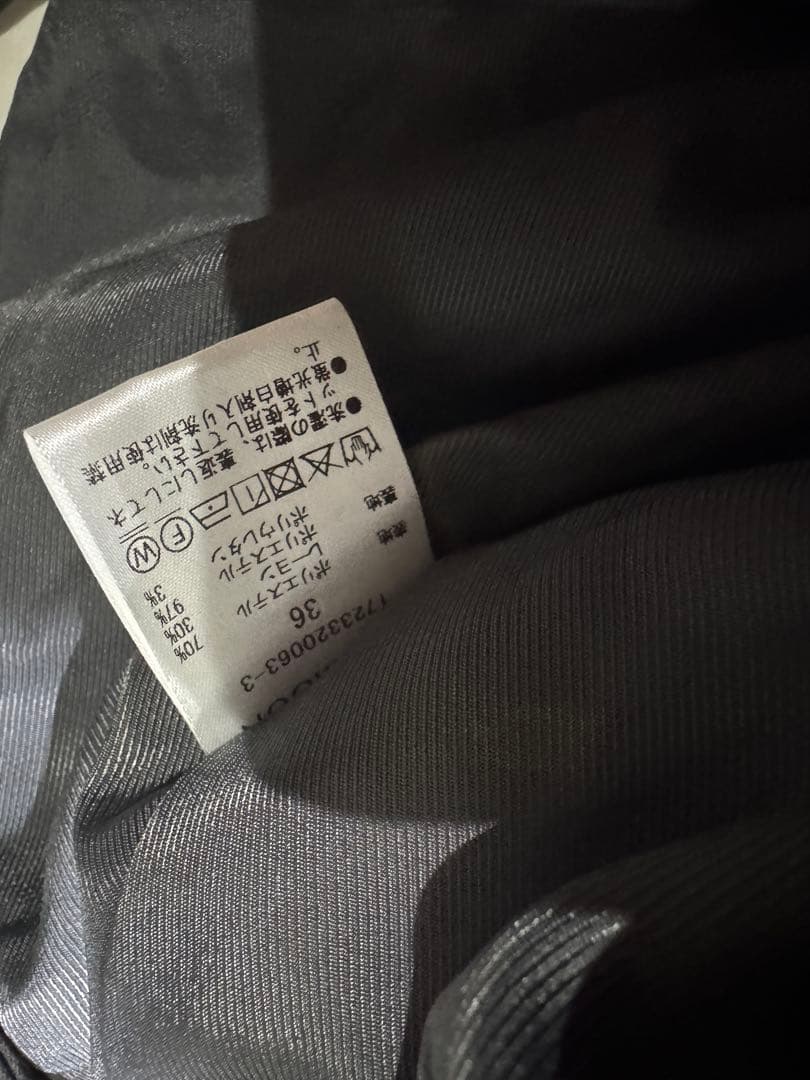 1723320063-3
36
表地 ポリエステル 70%
レーヨン 30%
裏地 ポリエステル 97%
ポリウレタン 3%
F W
●洗濯の際は、裏返しにしてネ
ットを使用して下さい。
●蛍光増白剤入り洗剤は使用禁
止。